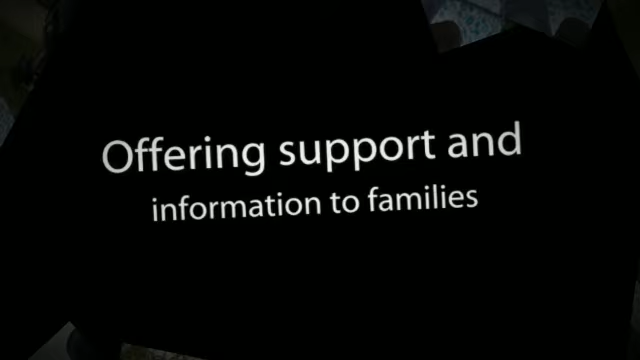 Offering support and
information to families